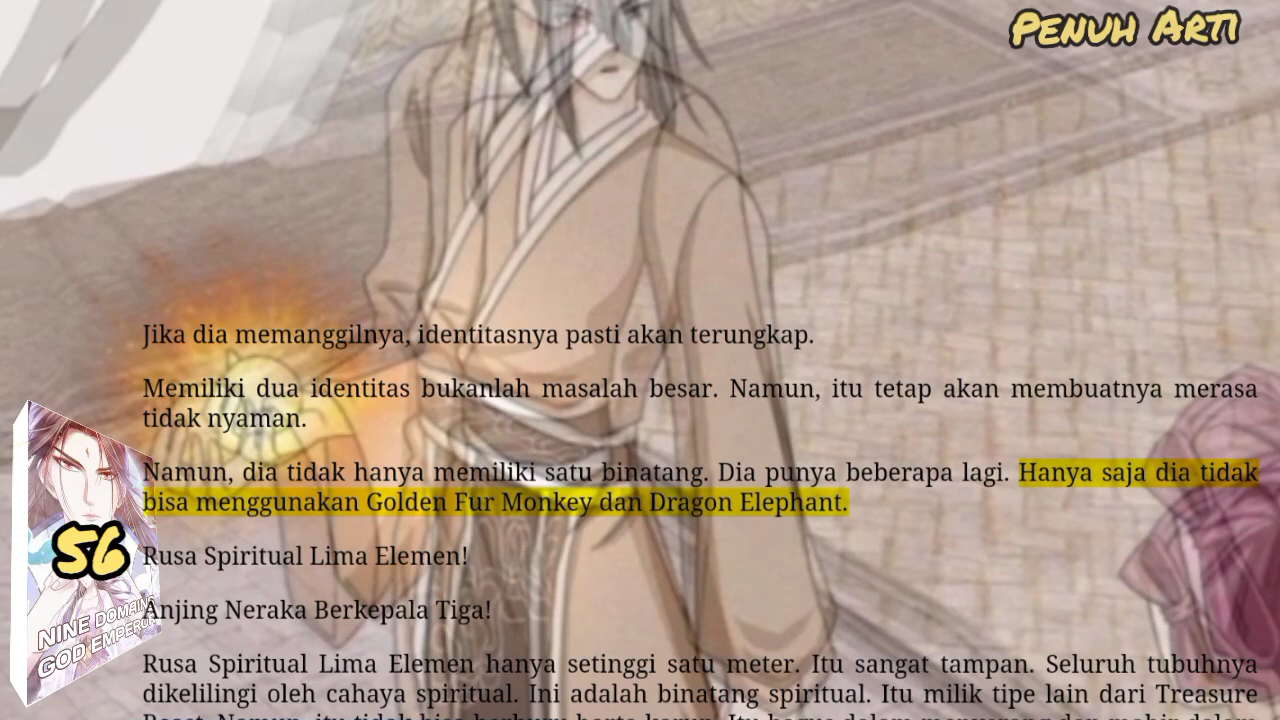 PENUH ARTI
Jika dia memanggilnya, identitasnya pasti akan terungkap.
Memiliki dua identitas bukanlah masalah besar. Namun, itu tetap akan membuatnya merasa
tidak nyaman.
Namun, dia tidak hanya memiliki satu binatang. Dia punya beberapa lagi. Hanya saja dia tidak
bisa menggunakan Golden Fur Monkey dan Dragon Elephant.
56
Rusa Spiritual Lima Elemen!
Anjing Neraka Berkepala Tiga!
NINE DOMAINS
GOD EMPEROR
Rusa Spiritual Lima Elemen hanya setinggi satu meter. Itu sangat tampan. Seluruh tubuhnya
dikelilingi oleh cahaya spiritual. Ini adalah binatang spiritual. Itu milik tipe lain dari Treasure